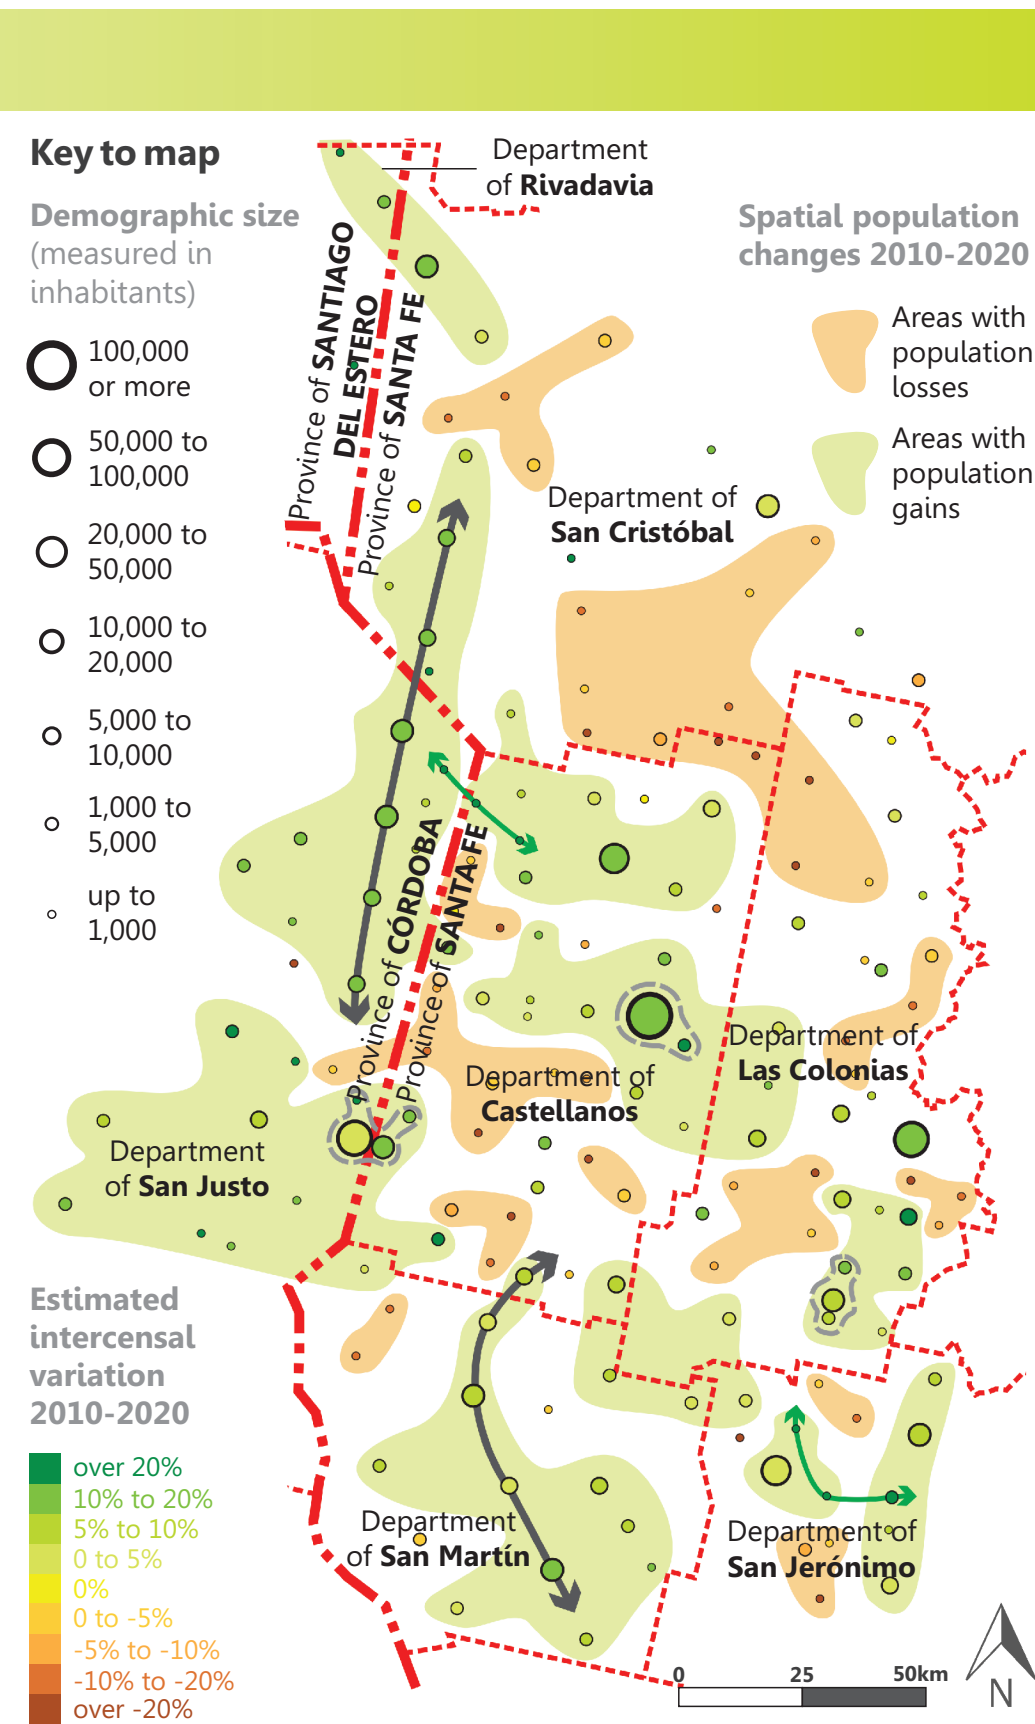 Key to map
Demographic size
(measured in
inhabitants)
100,000
or more
50,000 to
100,000
20,000 to
50,000
10,000 to
20,000
5,000 to
10,000
1,000 to
5,000
up to
1,000
Estimated
intercensal
variation
2010-2020
over 20%
10% to 20%
5% to 10%
0 to 5%
0%
0 to -5%
-5% to -10%
-10% to -20%
over -20%
Department
of Rivadavia
Spatial population
changes 2010-2020
Areas with
population
losses
Areas with
population
gains
Province of SANTIAGO
DEL ESTERO
Province of SANTA FE
Department of
San Cristóbal
Province of CÓRDOBA
Province of SANTA FE
Department of
Las Colonias
Department of
Castellanos
Department
of San Justo
Department
of San Martín
Department of
San Jerónimo
0 25 50km
N